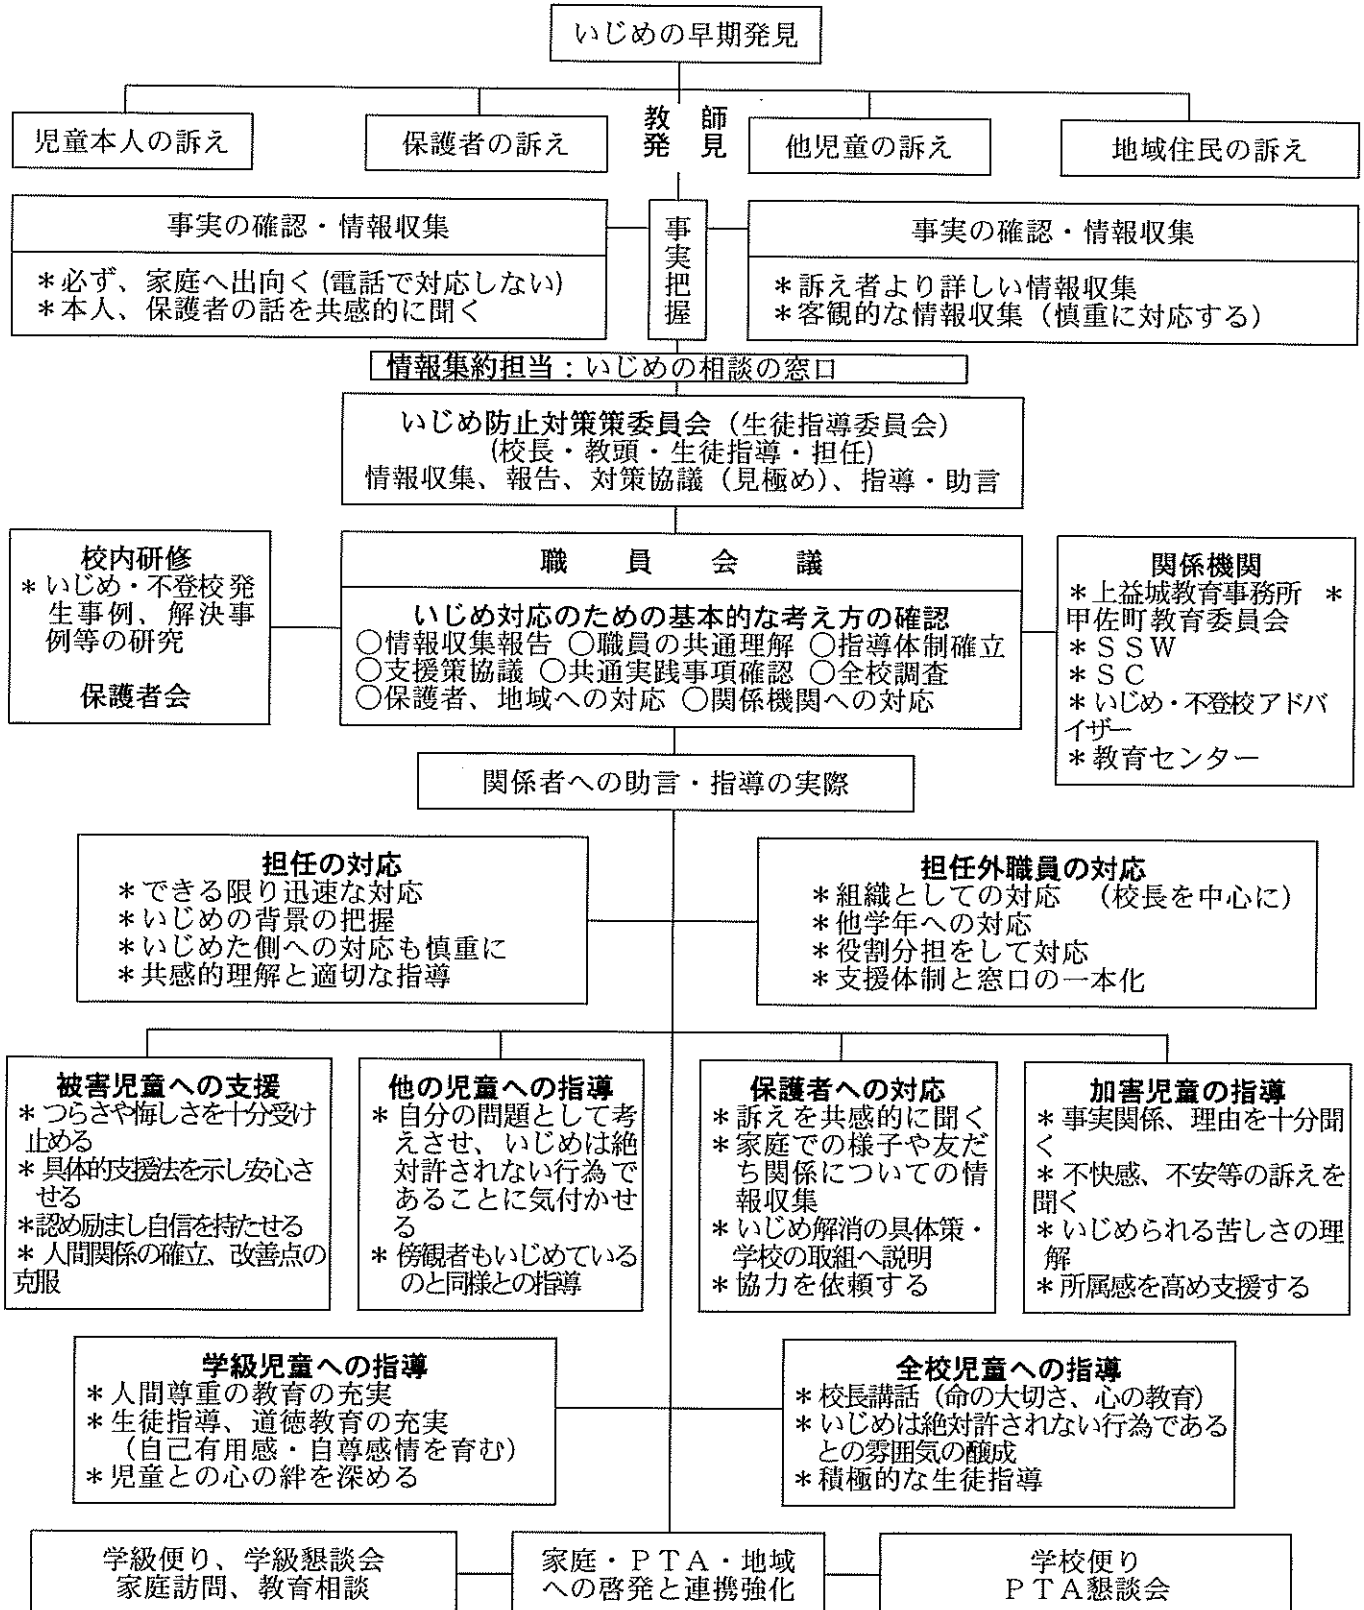 いじめの早期発見
児童本人の訴え
保護者の訴え
教師
発見
他児童の訴え
地域住民の訴え
事実の確認・情報収集
＊必ず、家庭へ出向く(電話で対応しない)
＊本人、保護者の話を共感的に聞く
事実把握
事実の確認・情報収集
＊訴え者より詳しい情報収集
＊客観的な情報収集（慎重に対応する）
情報集約担当：いじめの相談の窓口
いじめ防止対策策委員会（生徒指導委員会）
(校長・教頭・生徒指導・担任)
情報収集、報告、対策協議（見極め）、指導・助言
校内研修
＊いじめ・不登校発
生事例、解決事
例等の研究
保護者会
職員会議
いじめ対応のための基本的な考え方の確認
○情報収集報告 ○職員の共通理解 ○指導体制確立
○支援策協議 ○共通実践事項確認 ○全校調査
○保護者、地域への対応 ○関係機関への対応
関係機関
＊上益城教育事務所 ＊
甲佐町教育委員会
＊ＳＳＷ
＊ＳＣ
＊いじめ・不登校アドバ
イザー
＊教育センター
関係者への助言・指導の実際
担任の対応
＊できる限り迅速な対応
＊いじめの背景の把握
＊いじめた側への対応も慎重に
＊共感的理解と適切な指導
担任外職員の対応
＊組織としての対応　（校長を中心に）
＊他学年への対応
＊役割分担をして対応
＊支援体制と窓口の一本化
被害児童への支援
＊つらさや悔しさを十分受け
止める
＊具体的支援法を示し安心さ
せる
＊認め励まし自信を持たせる
＊人間関係の確立、改善点の
克服
他の児童への指導
＊自分の問題として考
えさせ、いじめは絶
対許されない行為で
あることに気付かせ
る
＊傍観者もいじめている
のと同様との指導
保護者への対応
＊訴えを共感的に聞く
＊家庭での様子や友だ
ち関係についての情
報収集
＊いじめ解消の具体策・
学校の取組へ説明
＊協力を依頼する
加害児童の指導
＊事実関係、理由を十分聞
く
＊不快感、不安等の訴えを
聞く
＊いじめられる苦しさの理
解
＊所属感を高め支援する
学級児童への指導
＊人間尊重の教育の充実
＊生徒指導、道徳教育の充実
（自己有用感・自尊感情を育む）
＊児童との心の絆を深める
全校児童への指導
＊校長講話（命の大切さ、心の教育）
＊いじめは絶対許されない行為である
との雰囲気の醸成
＊積極的な生徒指導
学級便り、学級懇談会
家庭訪問、教育相談
家庭・ＰＴＡ・地域
への啓発と連携強化
学校便り
ＰＴＡ懇談会